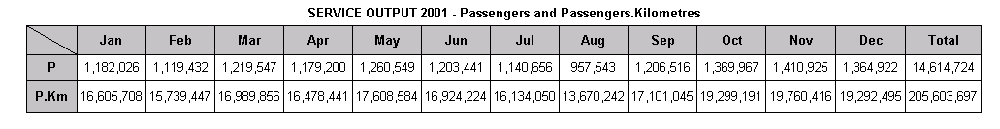 SERVICE OUTPUT 2001 - Passengers and Passengers.Kilometres
Jan Feb Mar Apr May Jun Jul Aug Sep Oct Nov Dec Total
P 1,182,026 1,119,432 1,219,547 1,179,200 1,260,549 1,203,441 1,140,656 957,543 1,206,516 1,369,967 1,410,925 1,364,922 14,614,724
P.Km 16,605,708 15,739,447 16,989,856 16,478,441 17,608,584 16,924,224 16,134,050 13,670,242 17,101,045 19,299,191 19,760,416 19,292,495 205,603,697